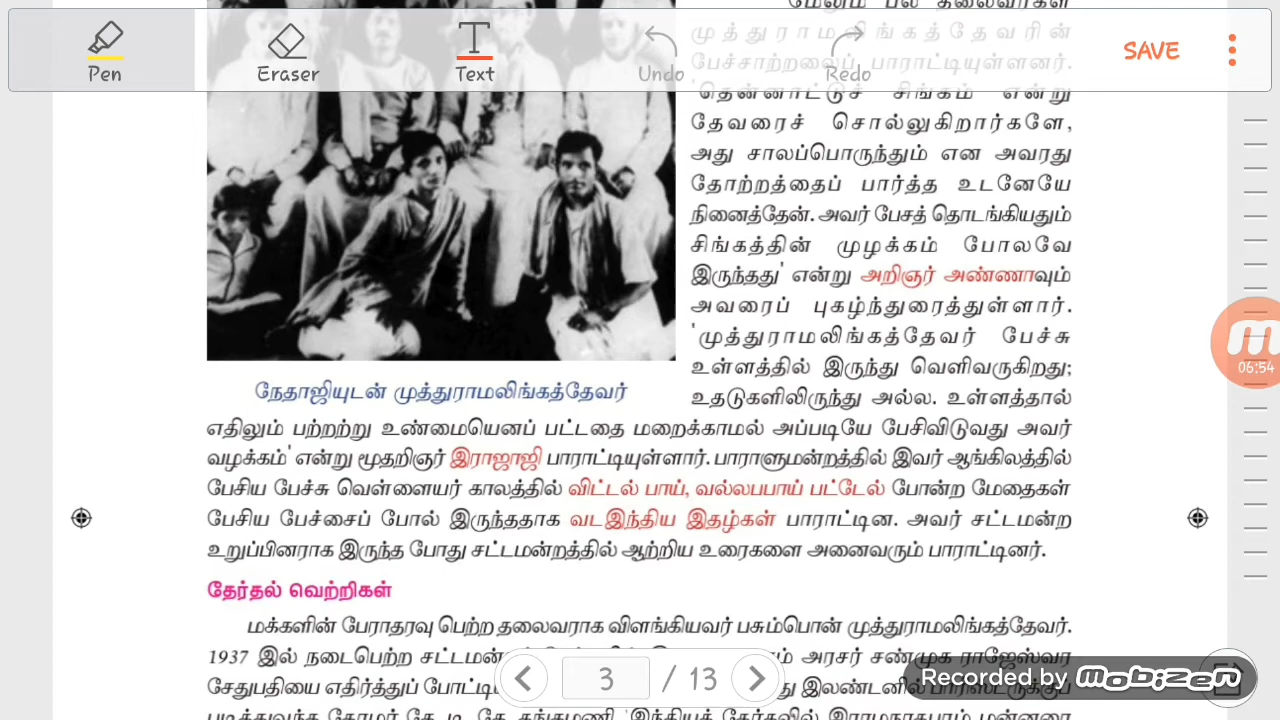 Pen
Eraser
Text
Undo
Redo
SAVE
மேலும் பல தலைவர்கள்
முத்துராமலிங்கத்தேவரின்
பேச்சாற்றலைப் பாராட்டியுள்ளனர்.
'தென்னாட்டுச் சிங்கம் என்று
தேவரைச் சொல்லுகிறார்களே,
அது சாலப்பொருந்தும் என அவரது
தோற்றத்தைப் பார்த்த உடனேயே
நினைத்தேன். அவர் பேசத் தொடங்கியதும்
சிங்கத்தின் முழக்கம் போலவே
இருந்தது' என்று அறிஞர் அண்ணாவும்
அவரைப் புகழ்ந்துரைத்துள்ளார்.
'முத்துராமலிங்கத்தேவர் பேச்சு
உள்ளத்தில் இருந்து வெளிவருகிறது;
உதடுகளிலிருந்து அல்ல. உள்ளத்தால்
நேதாஜியுடன் முத்துராமலிங்கத்தேவர்
எதிலும் பற்றற்று உண்மையெனப் பட்டதை மறைக்காமல் அப்படியே பேசிவிடுவது அவர்
வழக்கம்' என்று மூதறிஞர் இராஜாஜி பாராட்டியுள்ளார். பாராளுமன்றத்தில் இவர் ஆங்கிலத்தில்
பேசிய பேச்சு வெள்ளையர் காலத்தில் விட்டல் பாய், வல்லபபாய் பட்டேல் போன்ற மேதைகள்
பேசிய பேச்சைப் போல் இருந்ததாக வடஇந்திய இதழ்கள் பாராட்டின. அவர் சட்டமன்ற
உறுப்பினராக இருந்த போது சட்டமன்றத்தில் ஆற்றிய உரைகளை அனைவரும் பாராட்டினர்.
தேர்தல் வெற்றிகள்
மக்களின் பேராதரவு பெற்ற தலைவராக விளங்கியவர் பசும்பொன் முத்துராமலிங்கத்தேவர்.
1937 இல் நடைபெற்ற அரசர் சண்முக ராஜேஸ்வர
சேதுபதியை எதிர்த்துப் இலண்டனில்
3 / 13
06:54
Recorded by mobizen